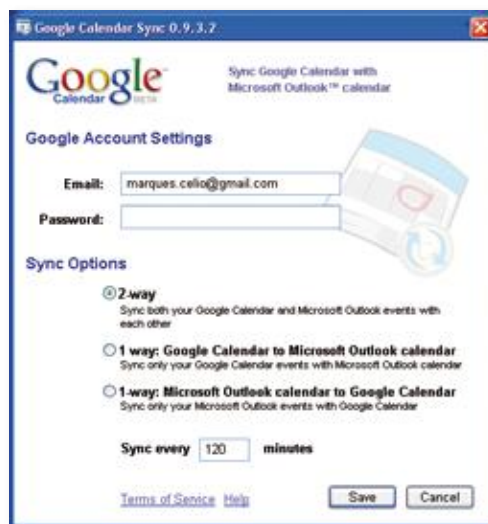 Google Calendar Sync 0.9.3.2
Google™
Calendar BETA
Sync Google Calendar with
Microsoft Outlook™ calendar
Google Account Settings
Email: marques.celio@gmail.com
Password:
Sync Options
2-way
Sync both your Google Calendar and Microsoft Outlook events with
each other
1 way: Google Calendar to Microsoft Outlook calendar
Sync only your Google Calendar events with Microsoft Outlook calendar
1-way: Microsoft Outlook calendar to Google Calendar
Sync only your Microsoft Outlook events with Google Calendar
Sync every 120 minutes
Terms of Service Help Save Cancel